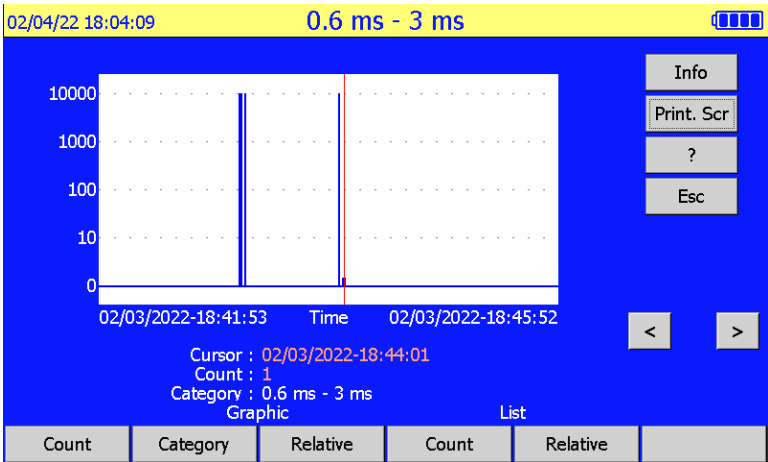 02/04/22 18:04:09 0.6 ms - 3 ms
Info
Print. Scr
?
Esc
10000
1000
100
10
0
02/03/2022-18:41:53 Time 02/03/2022-18:45:52
< >
Cursor : 02/03/2022-18:44:01
Count : 1
Category : 0.6 ms - 3 ms
Graphic List
Count Category Relative Count Relative